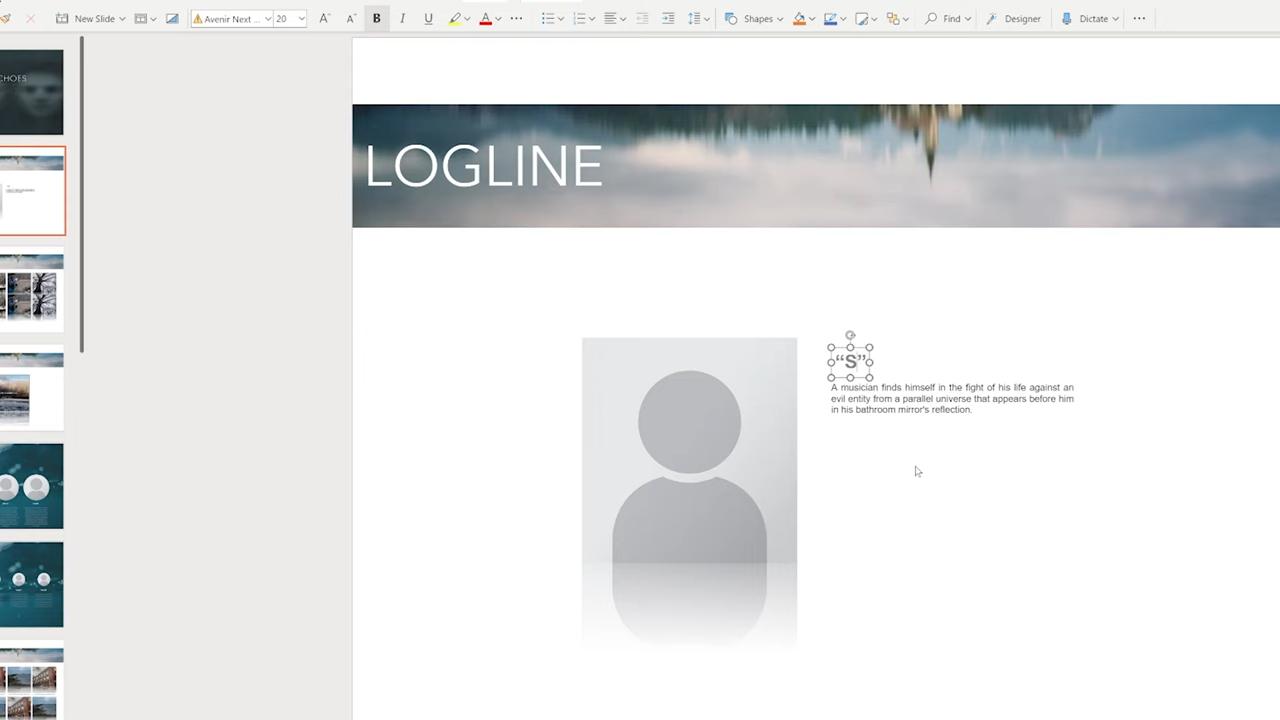 New Slide
Avenir Next ...
20
A
A
B
I
U
A
Shapes
Find
Designer
Dictate
CHOES
LOGLINE
“S”
A musician finds himself in the fight of his life against an
evil entity from a parallel universe that appears before him
in his bathroom mirror's reflection.